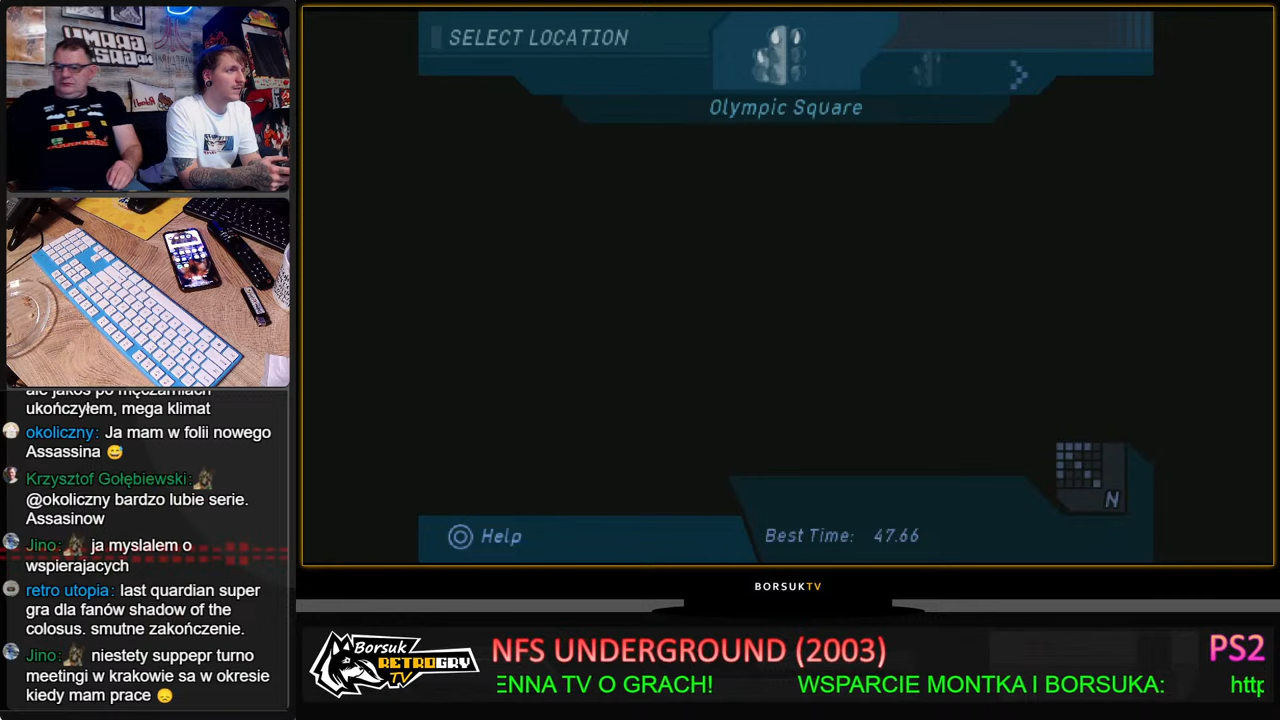 SELECT LOCATION
Olympic Square
N
Help
Best Time: 47.66
ukończyłem, mega klimat
okoliczny: Ja mam w folii nowego
Assassina 😅
Krzysztof Gołębiewski:
@okoliczny bardzo lubie serie.
Assasinow
Jino: ja myslalem o
wspierajacych
retro utopia: last quardian super
gra dla fanów shadow of the
colosus. smutne zakończenie.
Jino: niestety suppepr turno
meetingi w krakowie sa w okresie
kiedy mam prace 😞
BORSUKTV
Borsuk
RETROGRY
TV
NFS UNDERGROUND (2003)
PS2
ENNA TV O GRACH! WSPARCIE MONTKA I BORSUKA: http